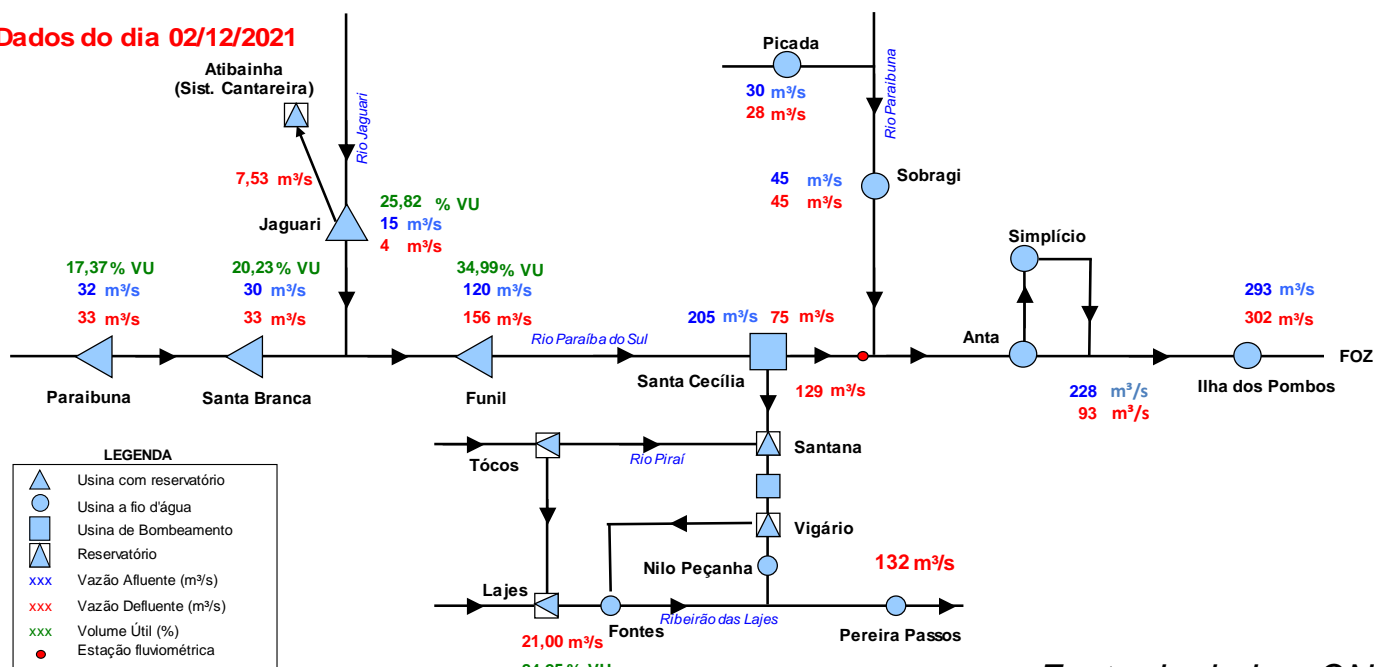 Dados do dia 02/12/2021
Atibainha
(Sist. Cantareira)
Rio Jaguari
7,53 m³/s
Jaguari
25,82 % VU
15 m³/s
4 m³/s
Picada
30 m³/s
28 m³/s
Rio Paraibuna
45 m³/s
45 m³/s
Sobragi
17,37% VU
32 m³/s
33 m³/s
Paraibuna
20,23% VU
30 m³/s
33 m³/s
Santa Branca
34,99% VU
120 m³/s
156 m³/s
Funil
Rio Paraíba do Sul
205 m³/s 75 m³/s
Santa Cecília
129 m³/s
Simplício
Anta
228 m³/s
93 m³/s
293 m³/s
302 m³/s
Ilha dos Pombos
FOZ
Tócos
Rio Piraí
Santana
Vigário
Nilo Peçanha
132 m³/s
Lajes
21,00 m³/s
Fontes
Ribeirão das Lajes
Pereira Passos
LEGENDA
Usina com reservatório
Usina a fio d'água
Usina de Bombeamento
Reservatório
xxx Vazão Afluente (m³/s)
xxx Vazão Defluente (m³/s)
xxx Volume Útil (%)
Estação fluviométrica